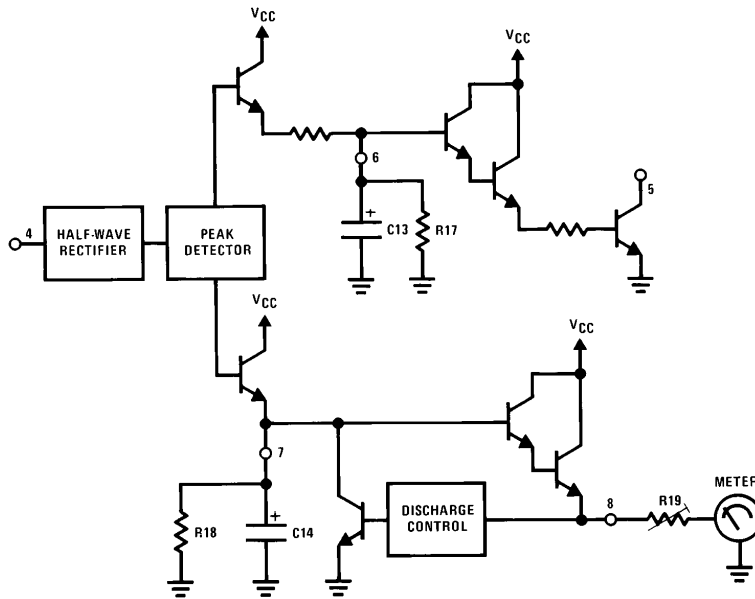 VCC
VCC
6
5
4
HALF-WAVE
RECTIFIER
PEAK
DETECTOR
+
C13
R17
VCC
VCC
7
METER
8
R19
DISCHARGE
CONTROL
+
R18
C14